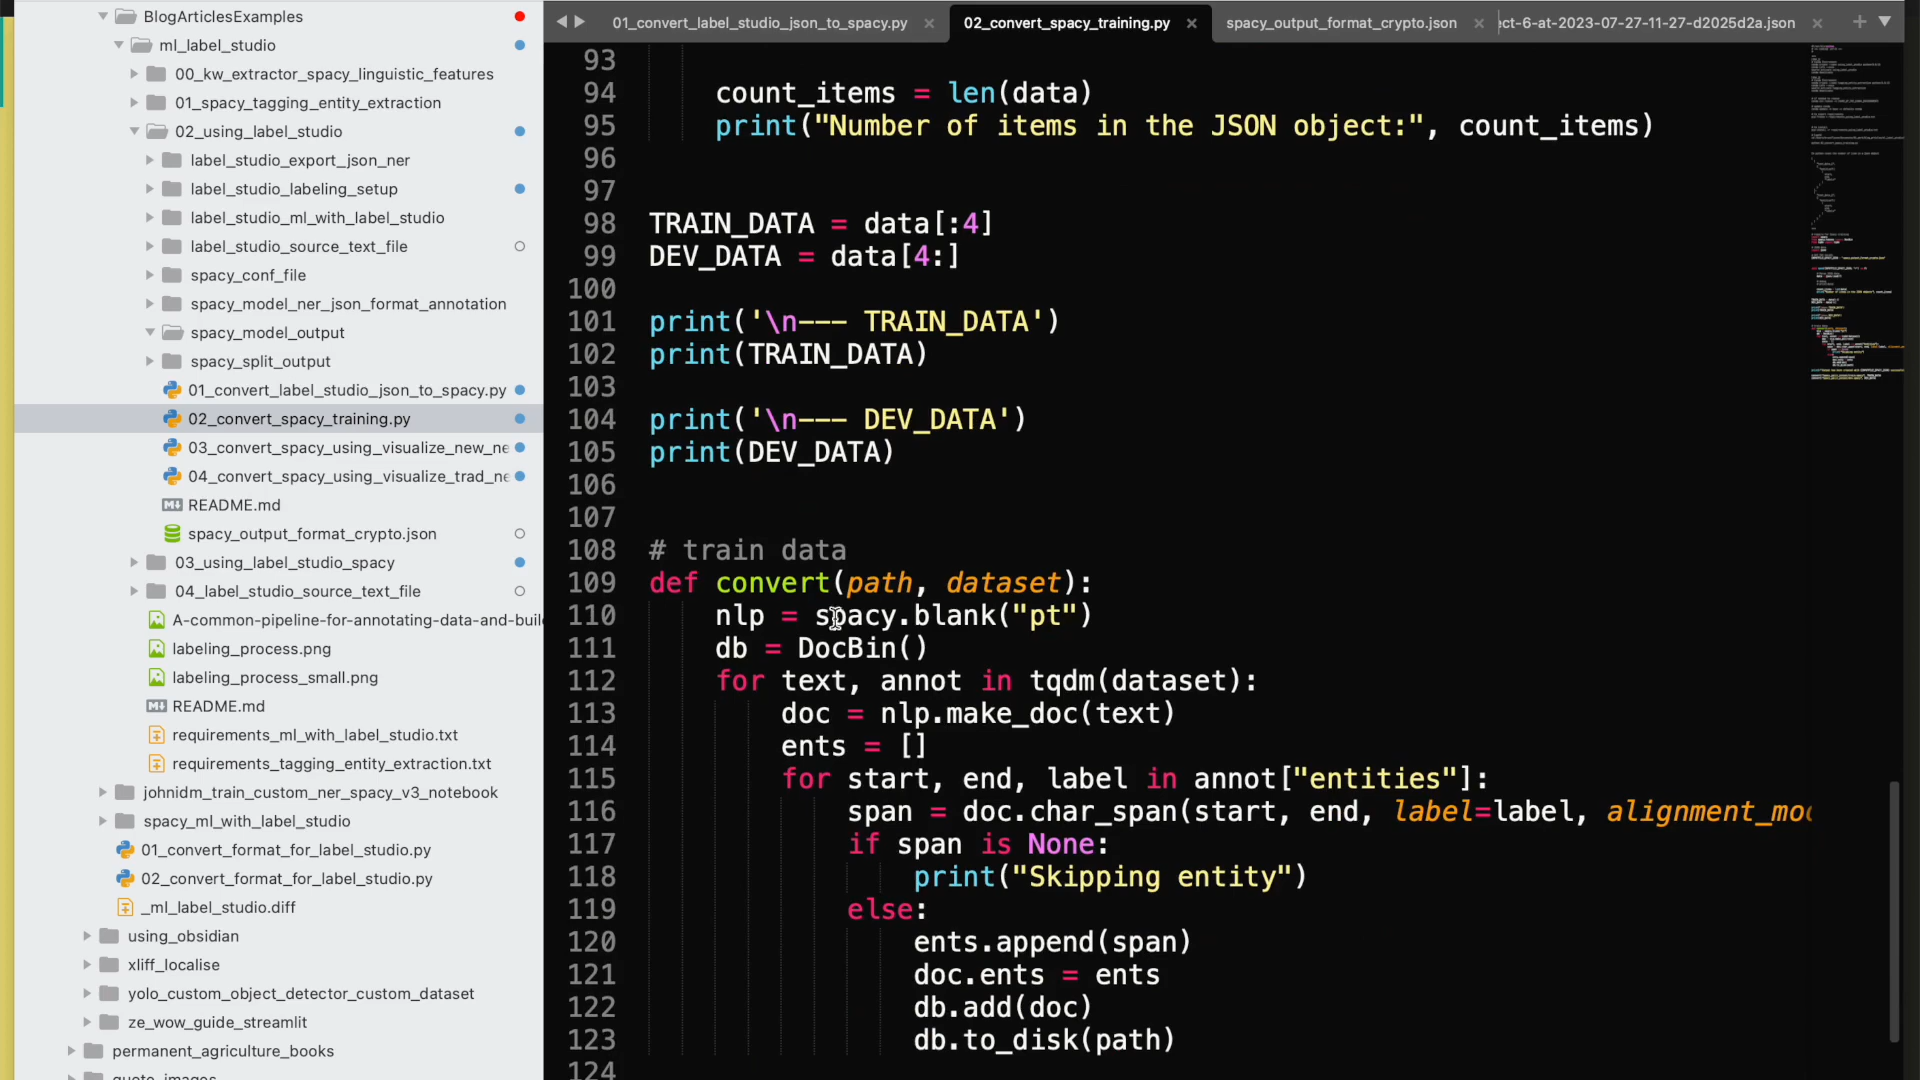 BlogArticlesExamples
ml_label_studio
00_kw_extractor_spacy_linguistic_features
01_spacy_tagging_entity_extraction
02_using_label_studio
label_studio_export_json_ner
label_studio_labeling_setup
label_studio_ml_with_label_studio
label_studio_source_text_file
spacy_conf_file
spacy_model_ner_json_format_annotation
spacy_model_output
spacy_split_output
01_convert_label_studio_json_to_spacy.py
02_convert_spacy_training.py
03_convert_spacy_using_visualize_new_ne
04_convert_spacy_using_visualize_trad_ne
README.md
spacy_output_format_crypto.json
03_using_label_studio_spacy
04_label_studio_source_text_file
A-common-pipeline-for-annotating-data-and-buil
labeling_process.png
labeling_process_small.png
README.md
requirements_ml_with_label_studio.txt
requirements_tagging_entity_extraction.txt
johnidm_train_custom_ner_spacy_v3_notebook
spacy_ml_with_label_studio
01_convert_format_for_label_studio.py
02_convert_format_for_label_studio.py
_ml_label_studio.diff
using_obsidian
xliff_localise
yolo_custom_object_detector_custom_dataset
ze_wow_guide_streamlit
permanent_agriculture_books
quote_images
01_convert_label_studio_json_to_spacy.py
02_convert_spacy_training.py
spacy_output_format_crypto.json
ct-6-at-2023-07-27-11-27-d2025d2a.json
93
94 count_items = len(data)
95 print("Number of items in the JSON object:", count_items)
96
97
98 TRAIN_DATA = data[:4]
99 DEV_DATA = data[4:]
100
101 print('\n--- TRAIN_DATA')
102 print(TRAIN_DATA)
103
104 print('\n--- DEV_DATA')
105 print(DEV_DATA)
106
107
108 # train data
109 def convert(path, dataset):
110 nlp = spacy.blank("pt")
111 db = DocBin()
112 for text, annot in tqdm(dataset):
113 doc = nlp.make_doc(text)
114 ents = []
115 for start, end, label in annot["entities"]:
116 span = doc.char_span(start, end, label=label, alignment_mod
117 if span is None:
118 print("Skipping entity")
119 else:
120 ents.append(span)
121 doc.ents = ents
122 db.add(doc)
123 db.to_disk(path)
124